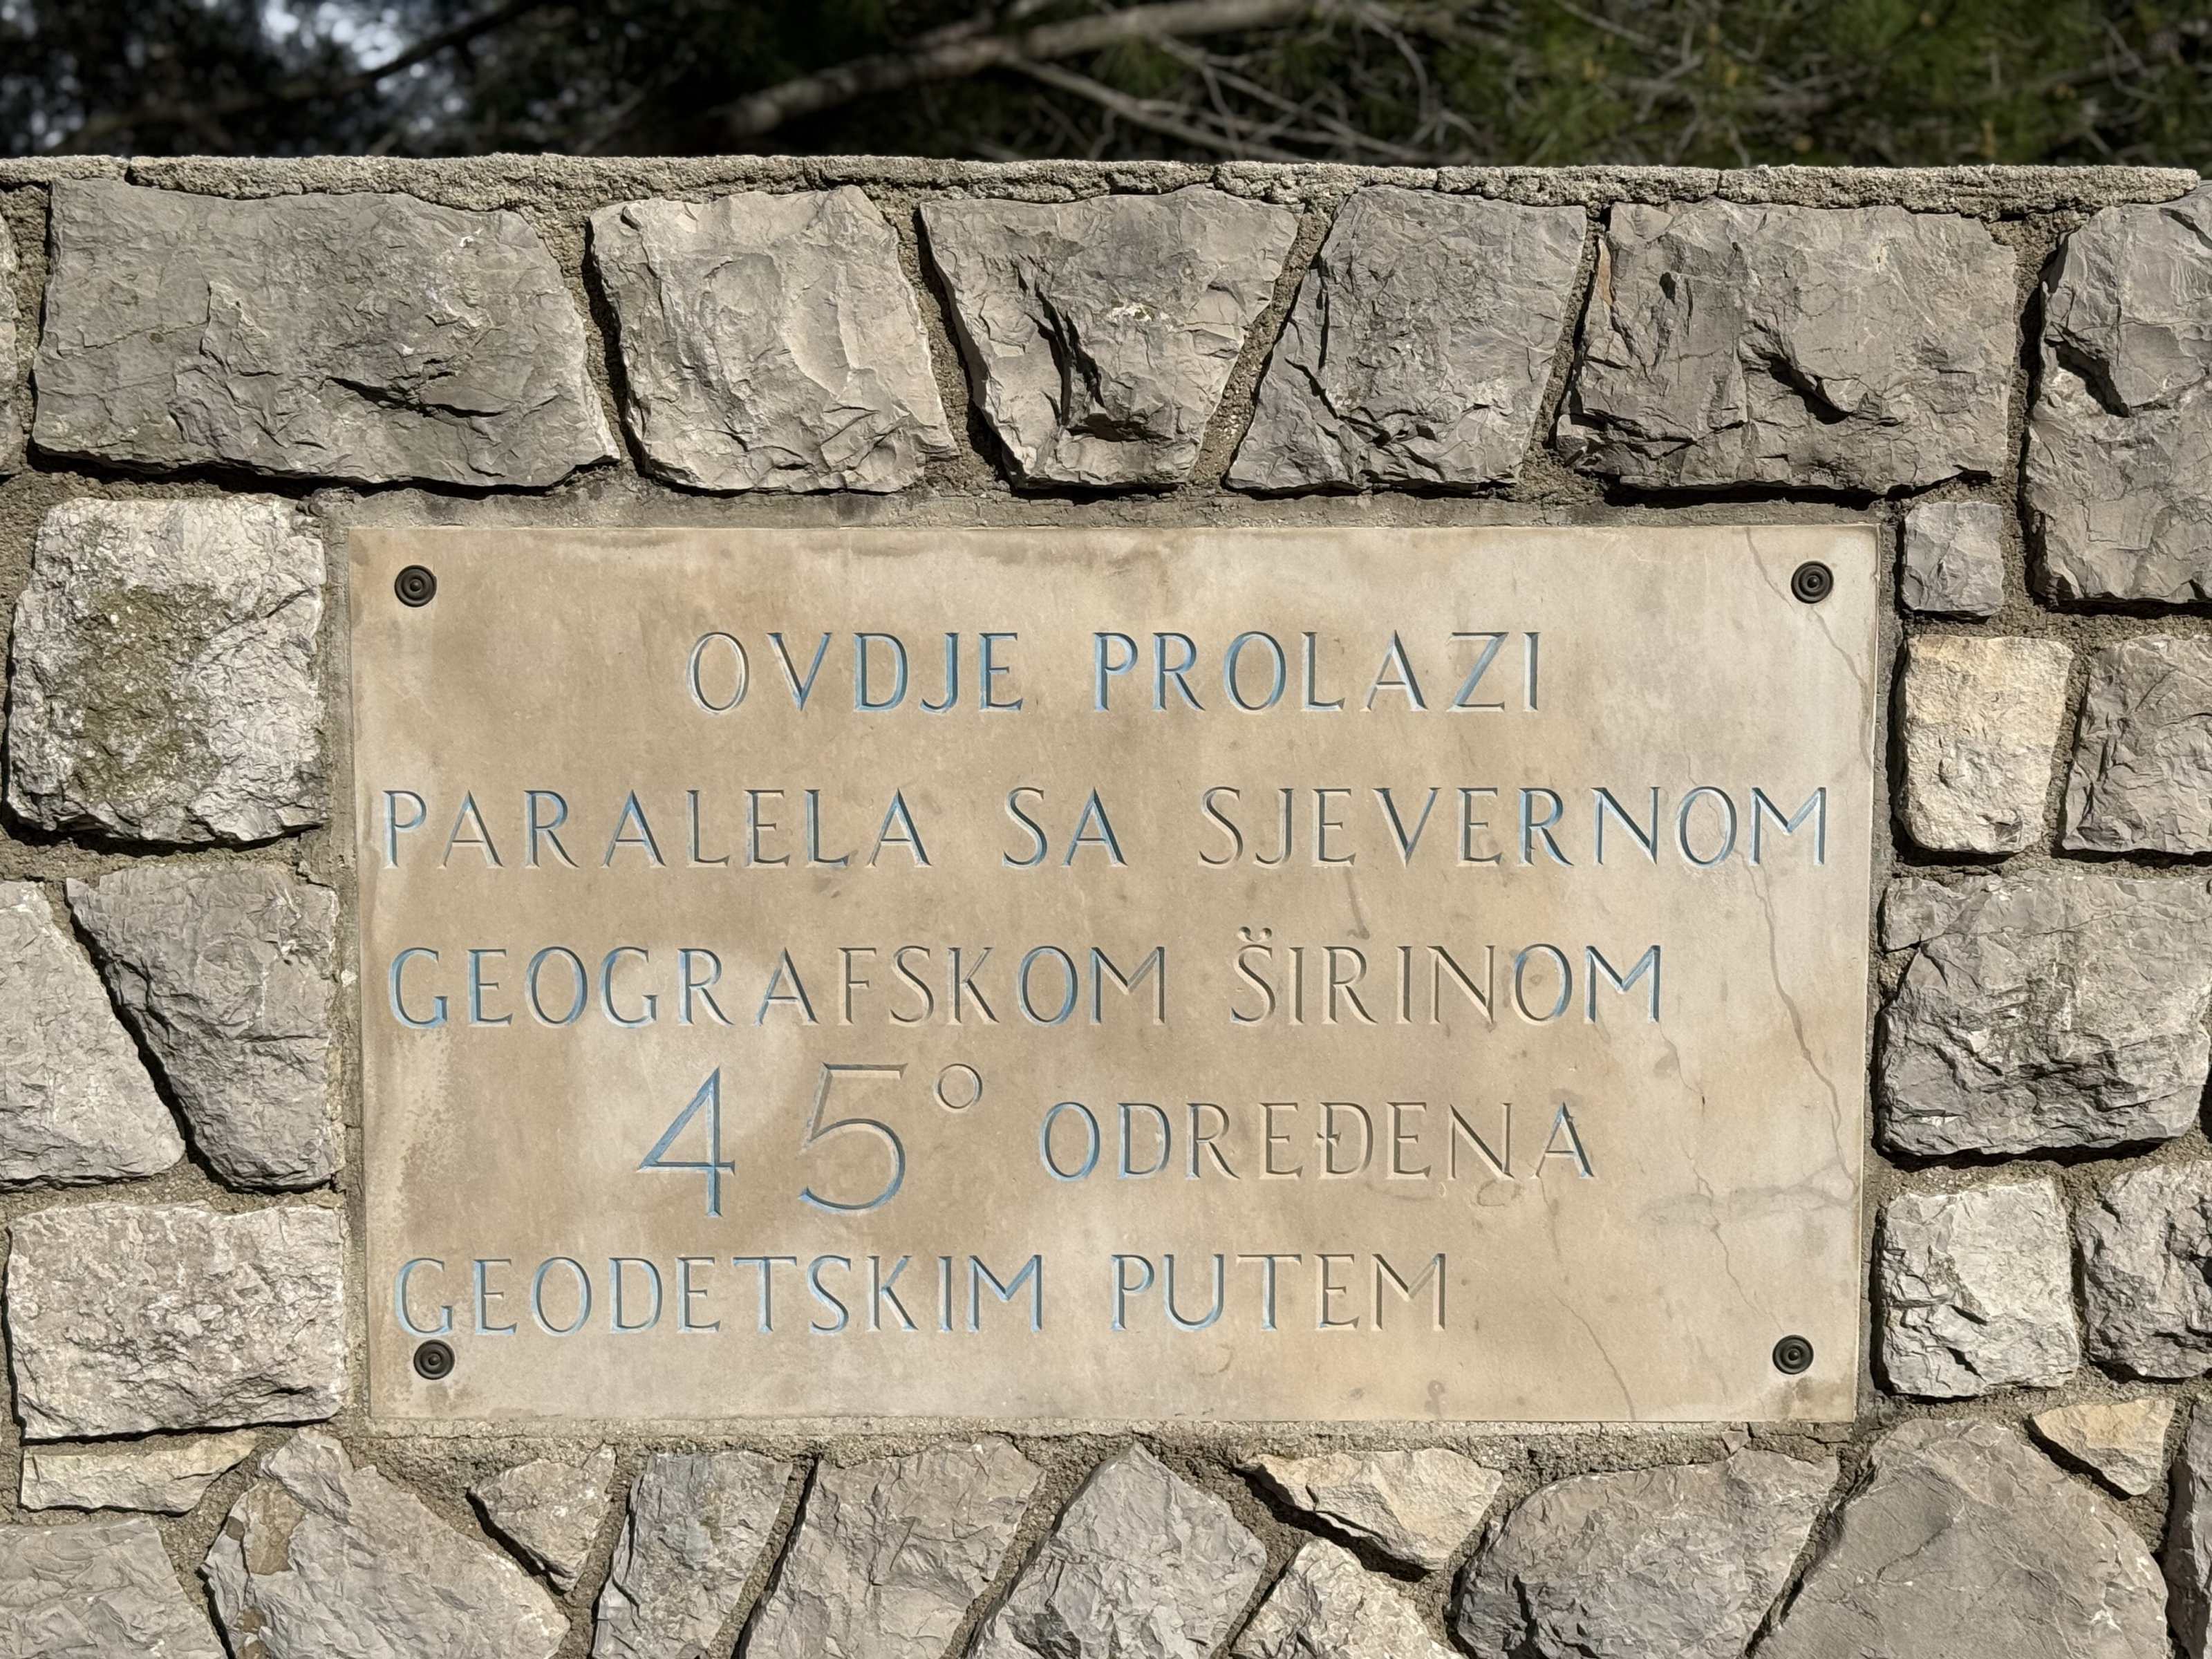 OVDJE PROLAZI
PARALELA SA SJEVERNOM
GEOGRAFSKOM ŠIRINOM
45° ODREĐENA
GEODETSKIM PUTEM